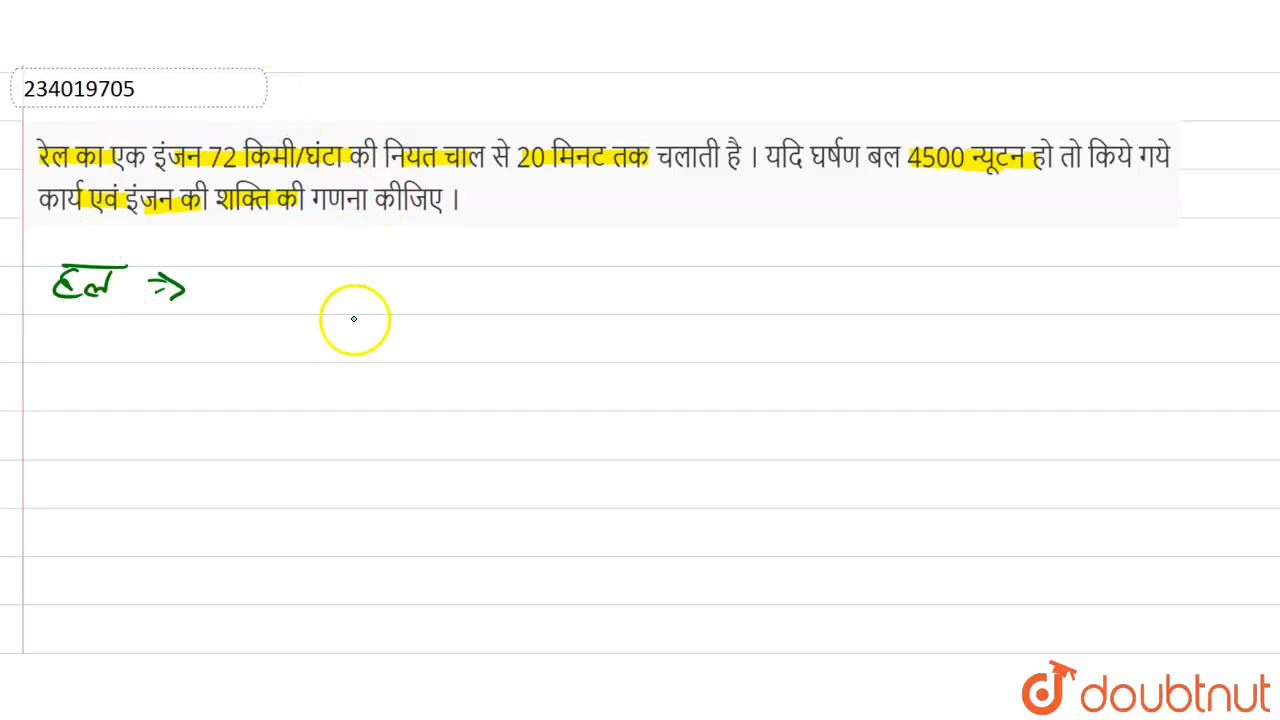 234019705
रेल का एक इंजन 72 किमी/घंटा की नियत चाल से 20 मिनट तक चलाती है । यदि घर्षण बल 4500 न्यूटन हो तो किये गये
कार्य एवं इंजन की शक्ति की गणना कीजिए ।
हल ⇒
doubtnut